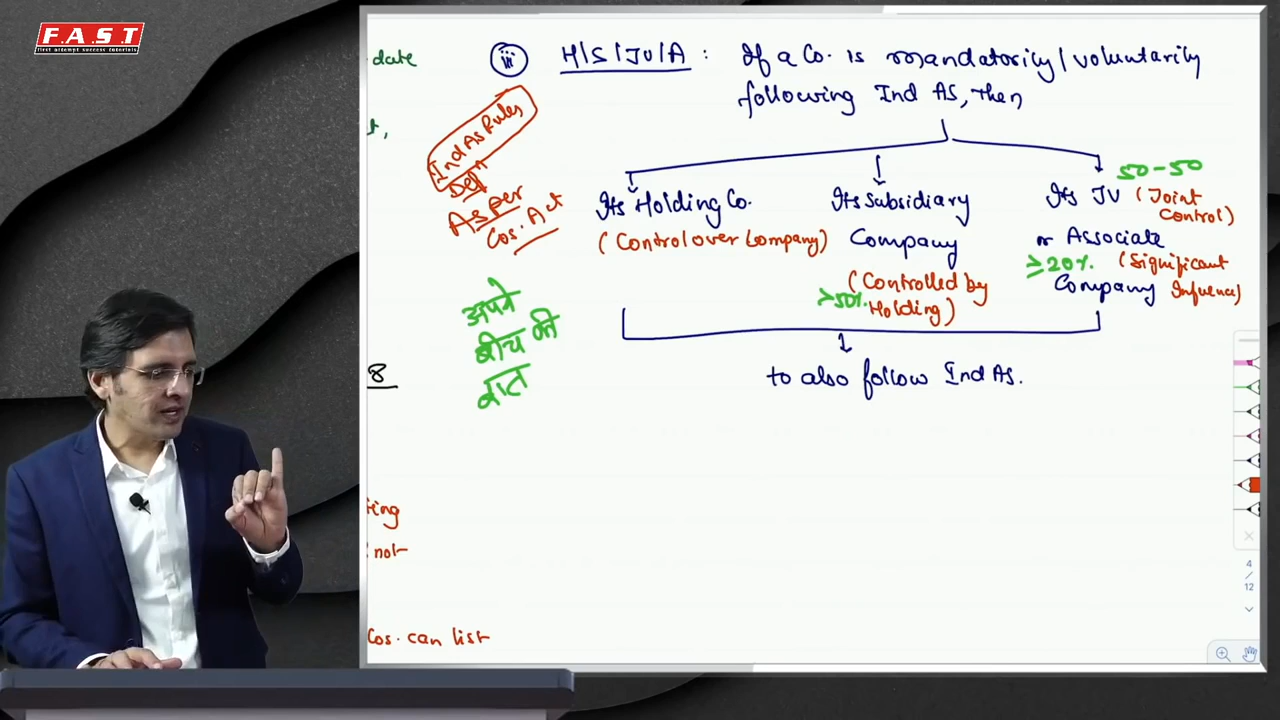 F.A.S.T
first attempt success tutorials
date
t,
8
ring
not
Cos. can list
iii H/S/JV/A : If a Co. is mandatorily/voluntarily
following Ind AS, then
Ind AS Rules
Defn
As per
Cos. Act
अपने
बीच की
बात
Its Holding Co.
(Control over Company)
Its Subsidiary
Company
(Controlled by
>50%. Holding)
50-50
Its JV (Joint
Control)
or Associate
≥20%. (Significant
Company Influence)
to also follow Ind AS.
4
/
12